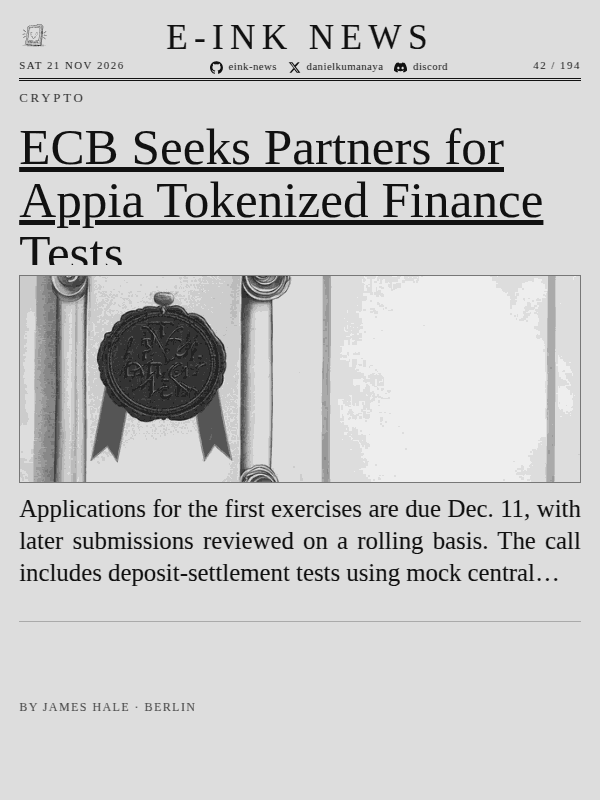 E-INK NEWS
SAT 21 NOV 2026
eink-news danielkumanaya discord
42 / 194
CRYPTO
ECB Seeks Partners for
Appia Tokenized Finance
Tests
Applications for the first exercises are due Dec. 11, with
later submissions reviewed on a rolling basis. The call
includes deposit-settlement tests using mock central…
BY JAMES HALE · BERLIN